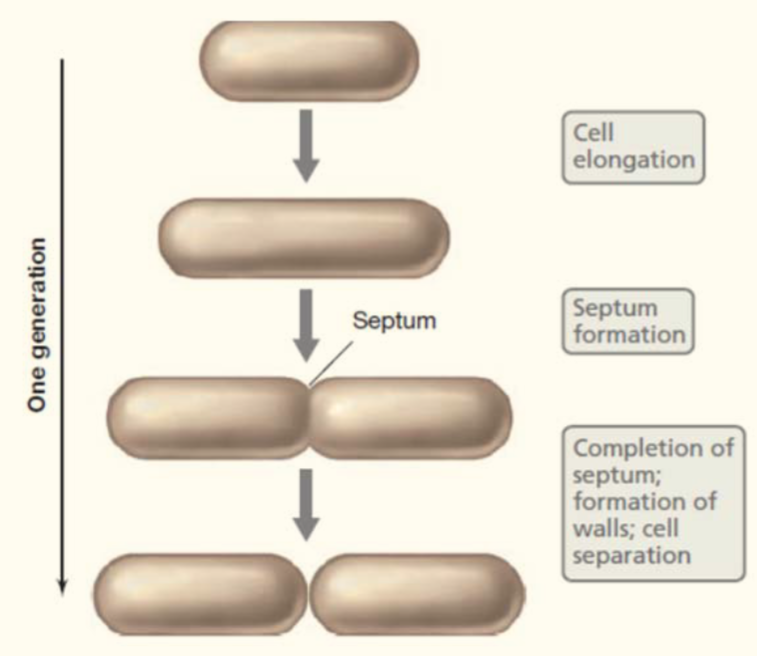 Cell
elongation
One generation
Septum
Septum
formation
Completion of
septum;
formation of
walls; cell
separation